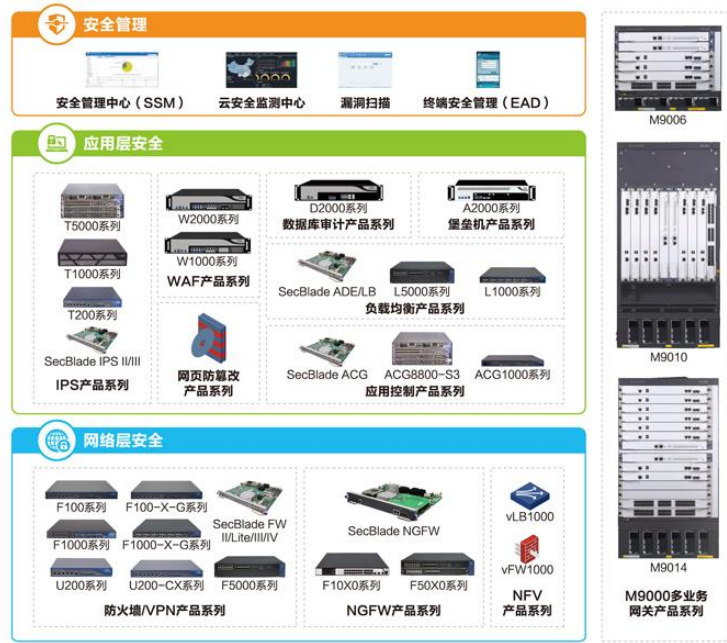 安全管理
安全管理中心（SSM）
云安全监测中心
漏洞扫描
终端安全管理（EAD）
应用层安全
T5000系列
T1000系列
T200系列
SecBlade IPS II/III
IPS产品系列
W2000系列
W1000系列
WAF产品系列
网页防篡改
产品系列
D2000系列
数据库审计产品系列
A2000系列
堡垒机产品系列
SecBlade ADE/LB
L5000系列
L1000系列
负载均衡产品系列
SecBlade ACG
ACG8800-S3
ACG1000系列
应用控制产品系列
网络层安全
F100系列
F100-X-G系列
SecBlade FW
II/Lite/III/IV
F1000系列
F1000-X-G系列
U200系列
U200-CX系列
F5000系列
防火墙/VPN产品系列
SecBlade NGFW
F10X0系列
F50X0系列
NGFW产品系列
vLB1000
vFW1000
NFV
产品系列
M9006
M9010
M9014
M9000多业务
网关产品系列